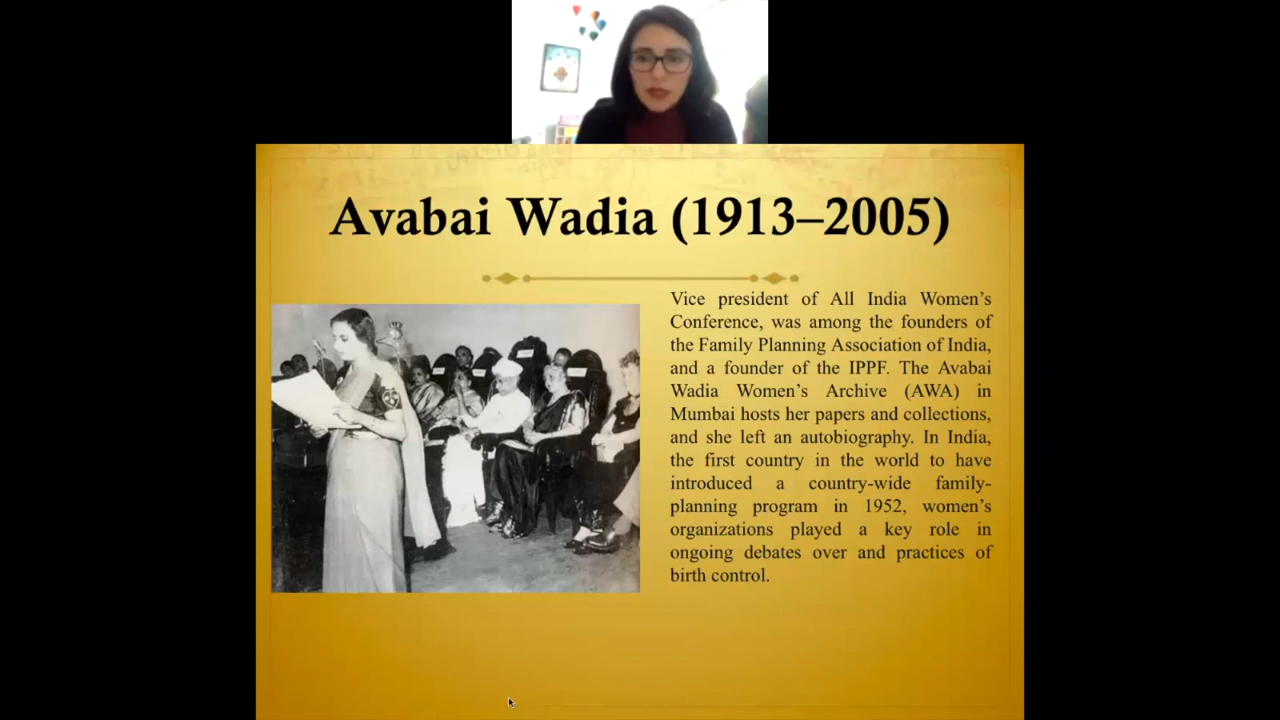 Avabai Wadia (1913–2005)
Vice president of All India Women's
Conference, was among the founders of
the Family Planning Association of India,
and a founder of the IPPF. The Avabai
Wadia Women's Archive (AWA) in
Mumbai hosts her papers and collections,
and she left an autobiography. In India,
the first country in the world to have
introduced a country-wide family-
planning program in 1952, women's
organizations played a key role in
ongoing debates over and practices of
birth control.